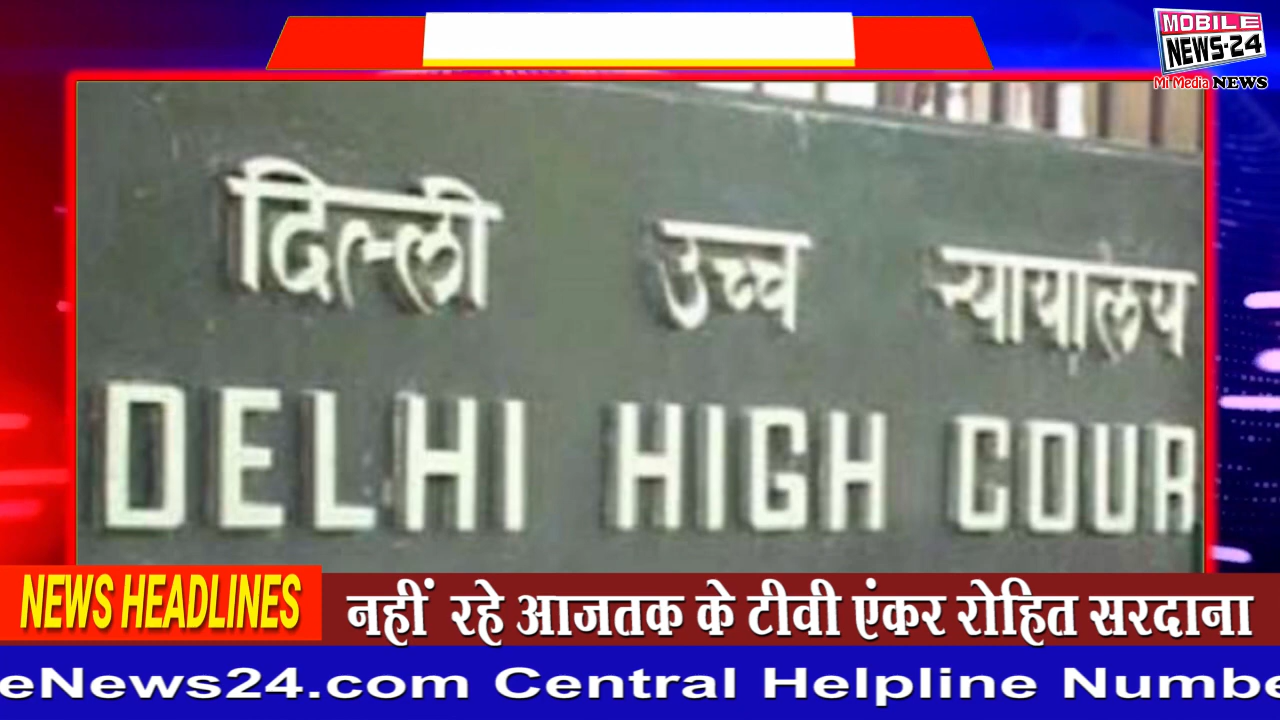 MOBILE
NEWS-24
Mi Media NEWS
दिल्ली उच्च न्यायालय
DELHI HIGH COUR
NEWS HEADLINES
नहीं रहे आजतक के टीवी एंकर रोहित सरदाना
eNews24.com Central Helpline Numbe